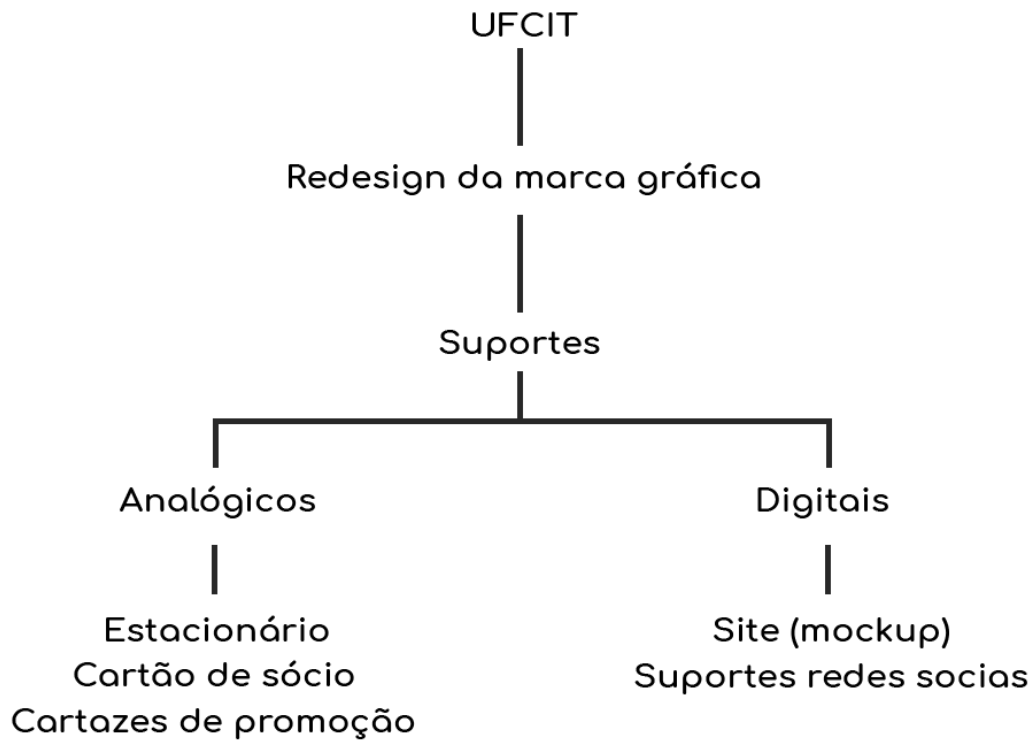 UFCIT
Redesign da marca gráfica
Suportes
Analógicos
Digitais
Estacionário
Cartão de sócio
Cartazes de promoção
Site (mockup)
Suportes redes socias